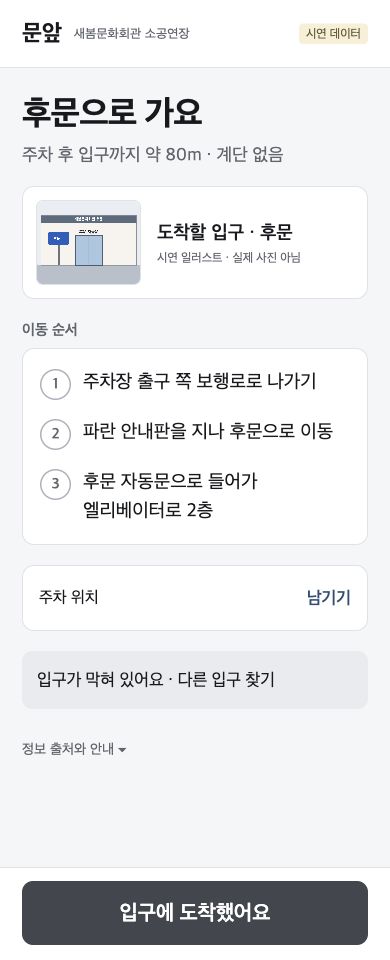 문앞 새봄문화회관 소공연장 시연 데이터
후문으로 가요
주차 후 입구까지 약 80m · 계단 없음
도착할 입구 · 후문
시연 일러스트 · 실제 사진 아님
이동 순서
1 주차장 출구 쪽 보행로로 나가기
2 파란 안내판을 지나 후문으로 이동
3 후문 자동문으로 들어가
엘리베이터로 2층
주차 위치 남기기
입구가 막혀 있어요 · 다른 입구 찾기
정보 출처와 안내
입구에 도착했어요